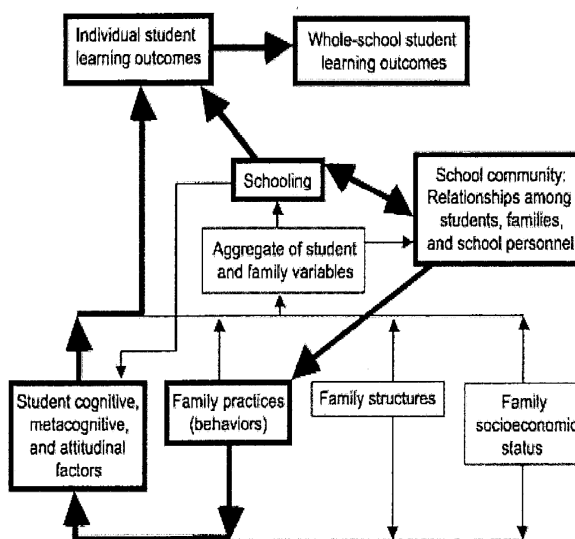 Individual student
learning outcomes
Whole-school student
learning outcomes
Schooling
School community:
Relationships among
students, families,
and school personnel
Aggregate of student
and family variables
Student cognitive,
metacognitive,
and attitudinal
factors
Family practices
(behaviors)
Family structures
Family
socioeconomic
status